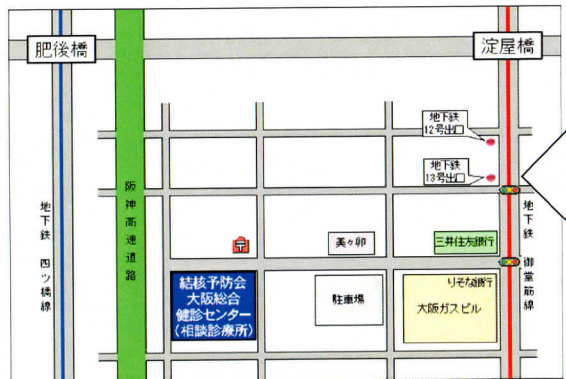 肥後橋
淀屋橋
地下鉄
12号出口
地下鉄
13号出口
阪神高速道路
地下鉄 四ツ橋線
地下鉄 御堂筋線
〒
美々卯
三井住友銀行
結核予防会
大阪総合
健診センター
(相談診療所)
駐車場
りそな銀行
大阪ガスビル